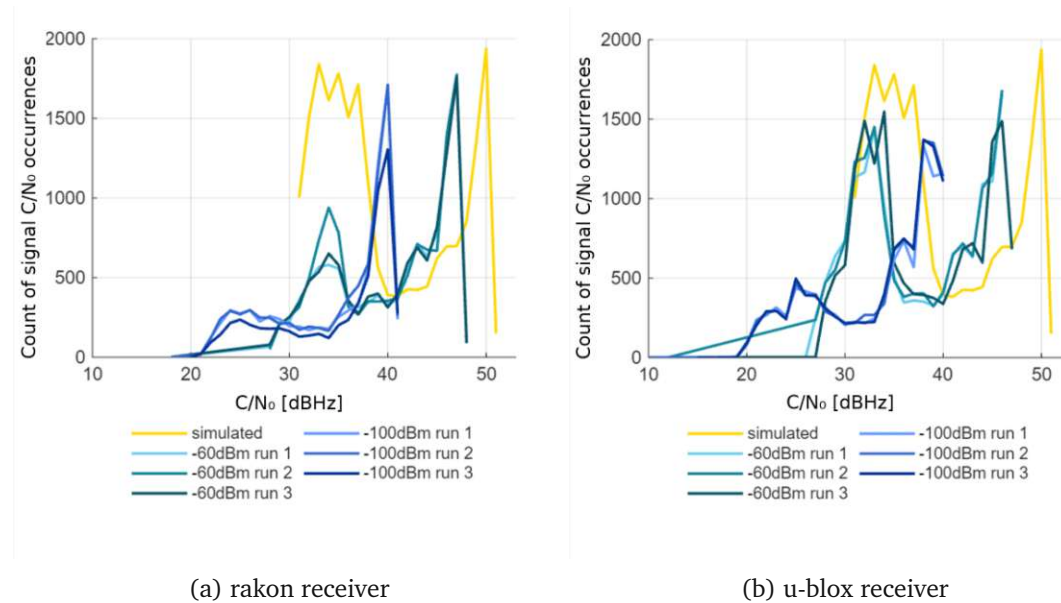 2000
1500
1000
500
0
10
20
30
40
50
Count of signal C/N₀ occurrences
C/N₀ [dBHz]
simulated
-60dBm run 1
-60dBm run 2
-60dBm run 3
-100dBm run 1
-100dBm run 2
-100dBm run 3
(a) rakon receiver
2000
1500
1000
500
0
10
20
30
40
50
Count of signal C/N₀ occurrences
C/N₀ [dBHz]
simulated
-60dBm run 1
-60dBm run 2
-60dBm run 3
-100dBm run 1
-100dBm run 2
-100dBm run 3
(b) u-blox receiver